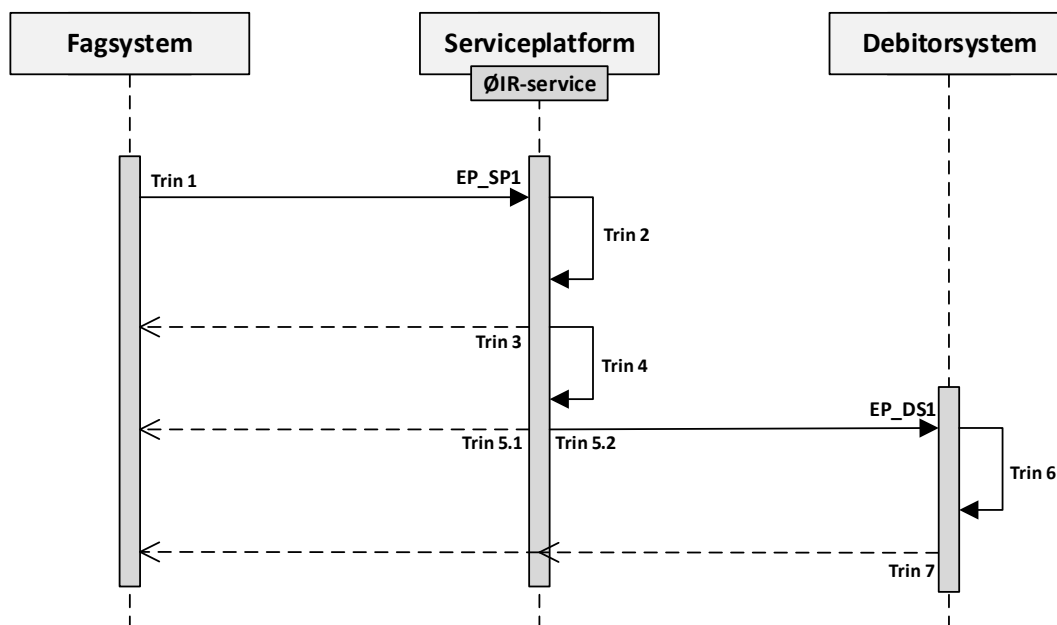 Fagsystem
Serviceplatform
Debitorsystem
ØIR-service
Trin 1
EP_SP1
Trin 2
Trin 3
Trin 4
EP_DS1
Trin 5.1
Trin 5.2
Trin 6
Trin 7